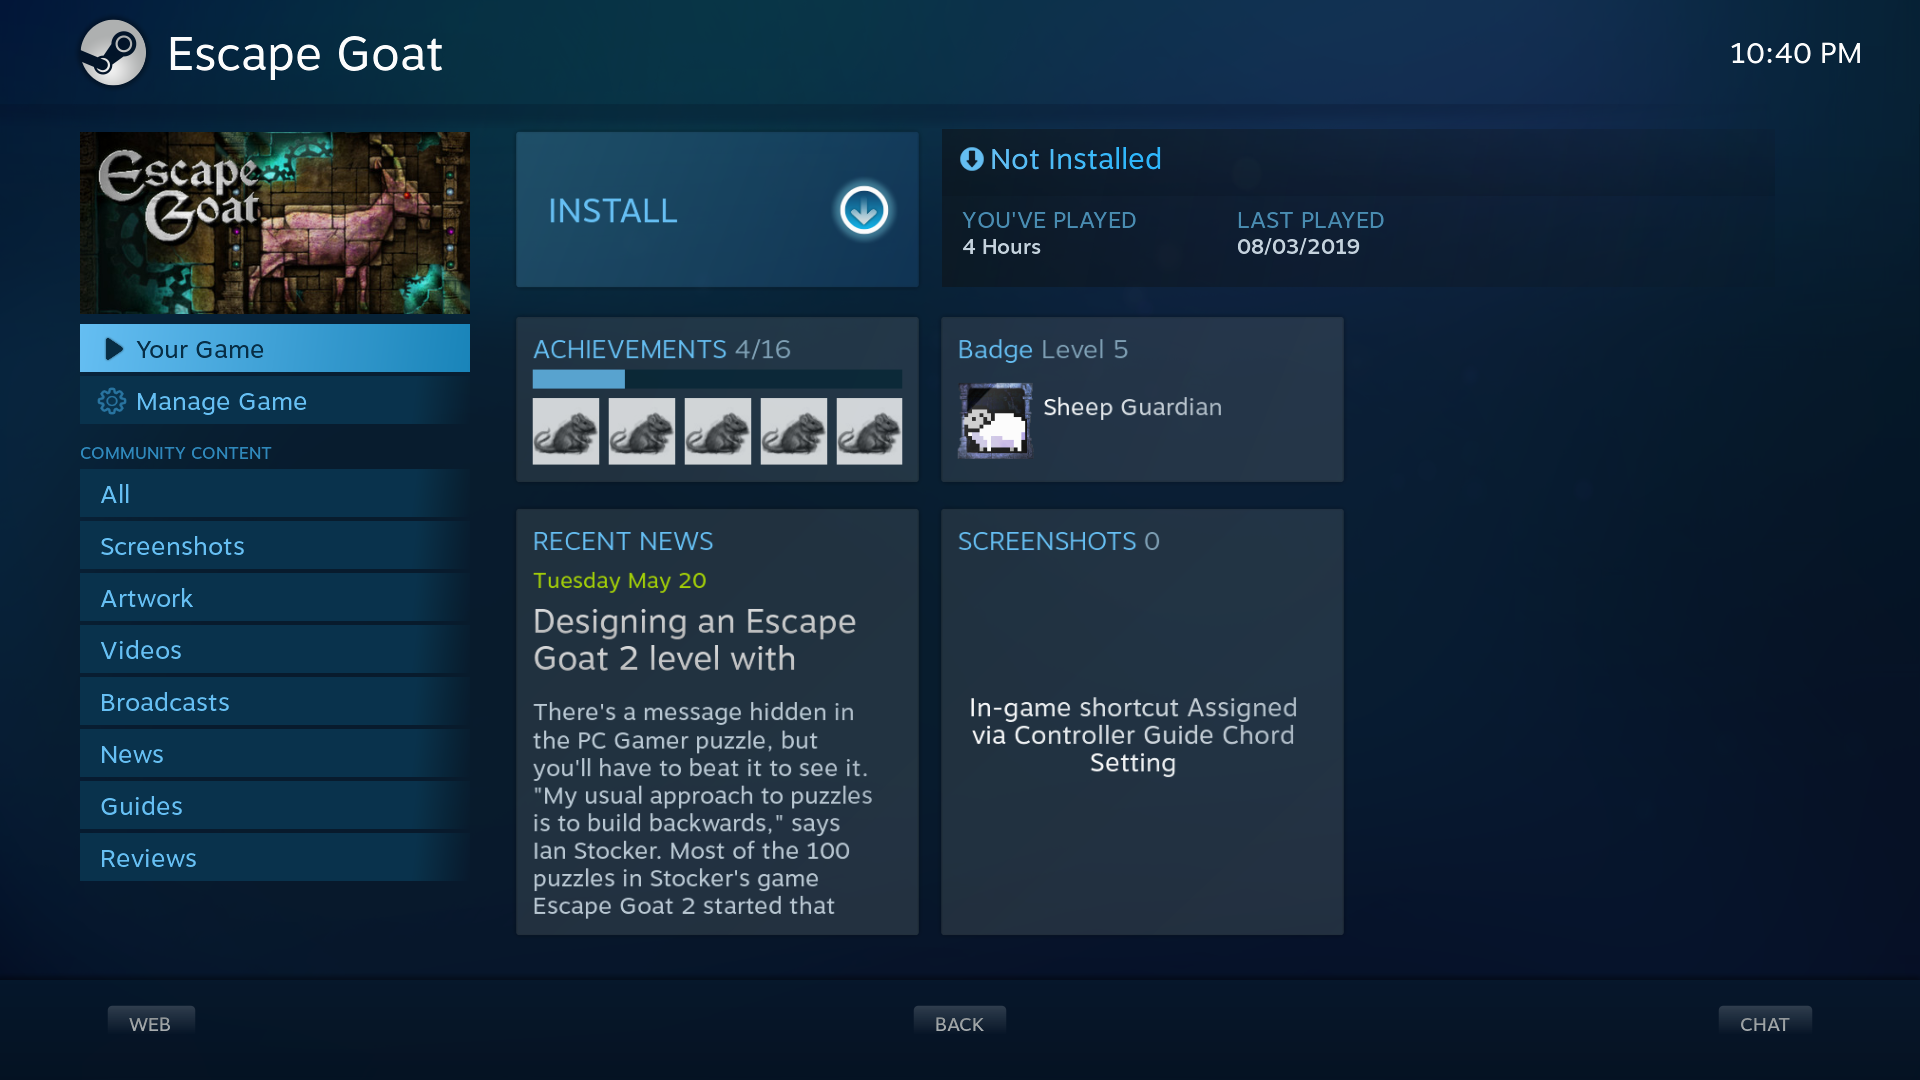 Escape Goat
10:40 PM
Escape
Goat
Your Game
Manage Game
COMMUNITY CONTENT
All
Screenshots
Artwork
Videos
Broadcasts
News
Guides
Reviews
INSTALL
Not Installed
YOU'VE PLAYED
4 Hours
LAST PLAYED
08/03/2019
ACHIEVEMENTS 4/16
Badge Level 5
Sheep Guardian
RECENT NEWS
Tuesday May 20
Designing an Escape
Goat 2 level with
There's a message hidden in
the PC Gamer puzzle, but
you'll have to beat it to see it.
"My usual approach to puzzles
is to build backwards," says
Ian Stocker. Most of the 100
puzzles in Stocker's game
Escape Goat 2 started that
SCREENSHOTS 0
In-game shortcut Assigned
via Controller Guide Chord
Setting
WEB
BACK
CHAT